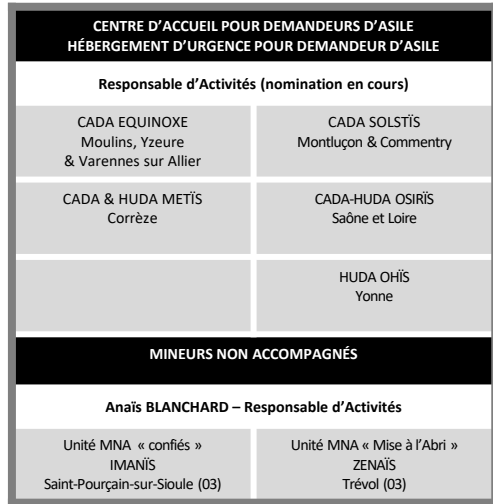 CENTRE D'ACCUEIL POUR DEMANDEURS D'ASILE
HÉBERGEMENT D'URGENCE POUR DEMANDEUR D'ASILE
Responsable d'Activités (nomination en cours)
CADA EQUINOXE
Moulins, Yzeure
& Varennes sur Allier
CADA SOLSTÏS
Montluçon & Commentry
CADA & HUDA METÏS
Corrèze
CADA-HUDA OSIRÏS
Saône et Loire
HUDA OHÏS
Yonne
MINEURS NON ACCOMPAGNÉS
Anaïs BLANCHARD – Responsable d'Activités
Unité MNA « confiés »
IMANÏS
Saint-Pourçain-sur-Sioule (03)
Unité MNA « Mise à l'Abri »
ZENAÏS
Trévol (03)